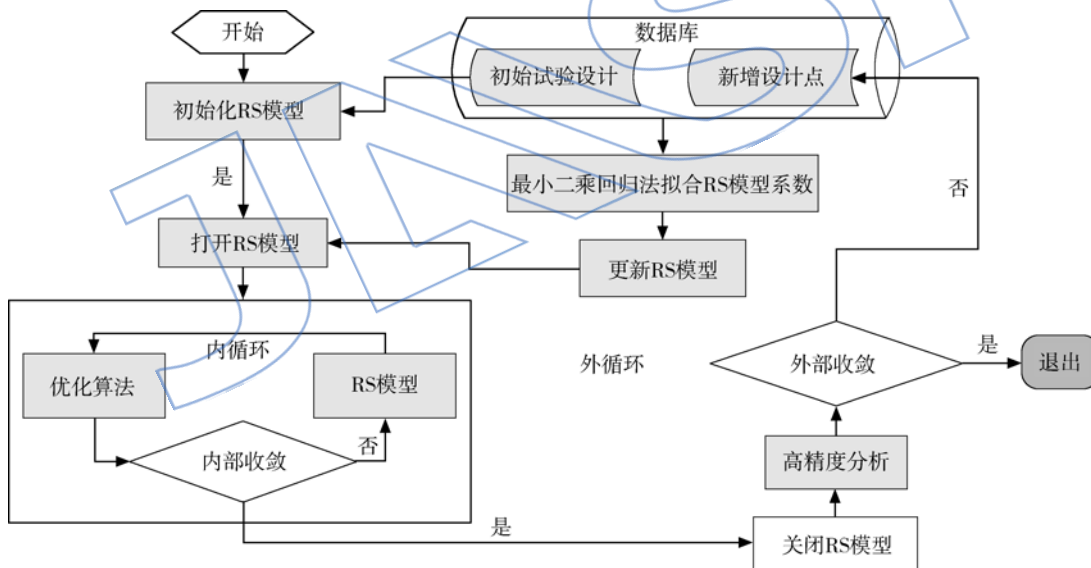 开始
数据库
初始试验设计
新增设计点
初始化RS模型
最小二乘回归法拟合RS模型系数
是
否
打开RS模型
更新RS模型
内循环
外循环
优化算法
RS模型
外部收敛
是
退出
否
内部收敛
高精度分析
是
关闭RS模型